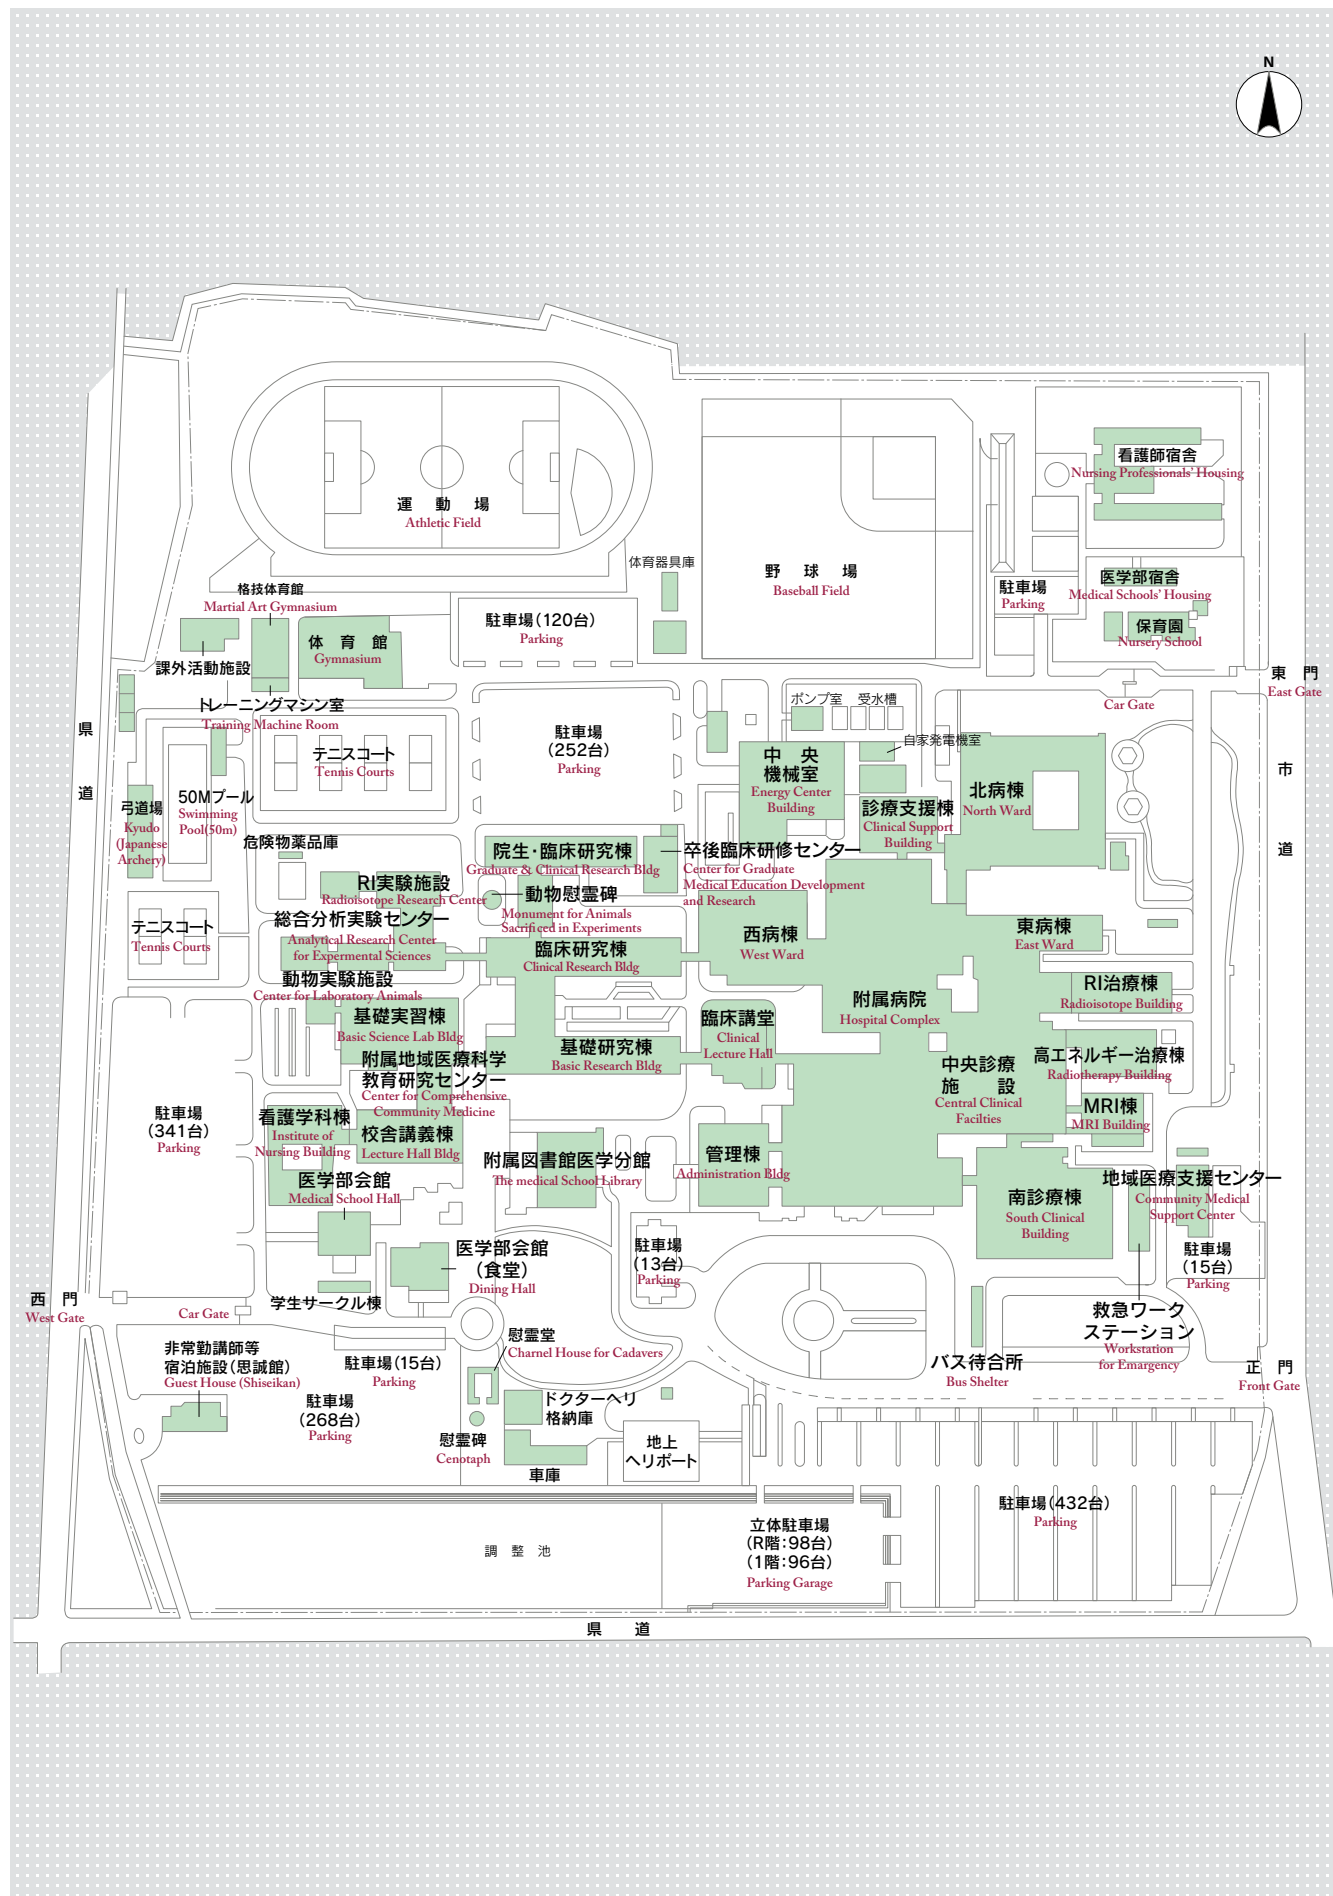 N
看護師宿舎
Nursing Professionals' Housing
運 動 場
Athletic Field
体育器具庫
野 球 場
Baseball Field
駐車場
Parking
医学部宿舎
Medical Schools' Housing
保育園
Nursery School
格技体育館
Martial Art Gymnasium
体 育 館
Gymnasium
駐車場(120台)
Parking
課外活動施設
東 門
East Gate
Car Gate
トレーニングマシン室
Training Machine Room
ポンプ室
受水槽
自家発電機室
県
道
テニスコート
Tennis Courts
駐車場
(252台)
Parking
中 央
機械室
Energy Center
Building
市
道
50Mプール
Swimming
Pool(50m)
弓道場
Kyudo
(Japanese
Archery)
北病棟
North Ward
診療支援棟
Clinical Support
Building
危険物薬品庫
院生・臨床研究棟
Graduate & Clinical Research Bldg
卒後臨床研修センター
Center for Graduate
Medical Education Development
and Research
RI実験施設
Radioisotope Research Center
動物慰霊碑
Monument for Animals
Sacrificed in Experiments
テニスコート
Tennis Courts
総合分析実験センター
Analytical Research Center
for Expermental Sciences
臨床研究棟
Clinical Research Bldg
西病棟
West Ward
東病棟
East Ward
動物実験施設
Center for Laboratory Animals
RI治療棟
Radioisotope Building
附属病院
Hospital Complex
基礎実習棟
Basic Science Lab Bldg
臨床講堂
Clinical
Lecture Hall
基礎研究棟
Basic Research Bldg
高エネルギー治療棟
Radiotherapy Building
附属地域医療科学
教育研究センター
Center for Comprehensive
Community Medicine
中央診療
施 設
Central Clinical
Facilties
駐車場
(341台)
Parking
看護学科棟
Institute of
Nursing Building
校舎講義棟
Lecture Hall Bldg
MRI棟
MRI Building
附属図書館医学分館
The medical School Library
管理棟
Administration Bldg
医学部会館
Medical School Hall
南診療棟
South Clinical
Building
地域医療支援センター
Community Medical
Support Center
医学部会館
(食堂)
Dining Hall
駐車場
(13台)
Parking
駐車場
(15台)
Parking
西 門
West Gate
Car Gate
学生サークル棟
救急ワーク
ステーション
Workstation
for Emargency
非常勤講師等
宿泊施設(思誠館)
Guest House (Shiseikan)
駐車場(15台)
Parking
慰霊堂
Charnel House for Cadavers
バス待合所
Bus Shelter
正 門
Front Gate
駐車場
(268台)
Parking
ドクターヘリ
格納庫
慰霊碑
Cenotaph
地上
ヘリポート
車庫
駐車場(432台)
Parking
立体駐車場
(R階:98台)
(1階:96台)
Parking Garage
調 整 池
県 道